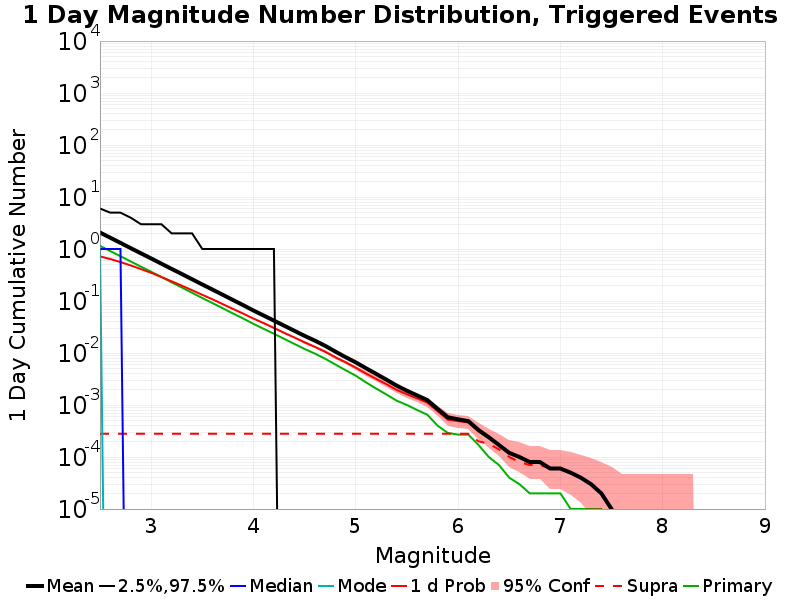 1 Day Magnitude Number Distribution, Triggered Events
1 Day Cumulative Number
10^4
10^3
10^2
10^1
10^0
10^-1
10^-2
10^-3
10^-4
10^-5
3 4 5 6 7 8 9
Magnitude
Mean 2.5%,97.5% Median Mode 1 d Prob 95% Conf Supra Primary